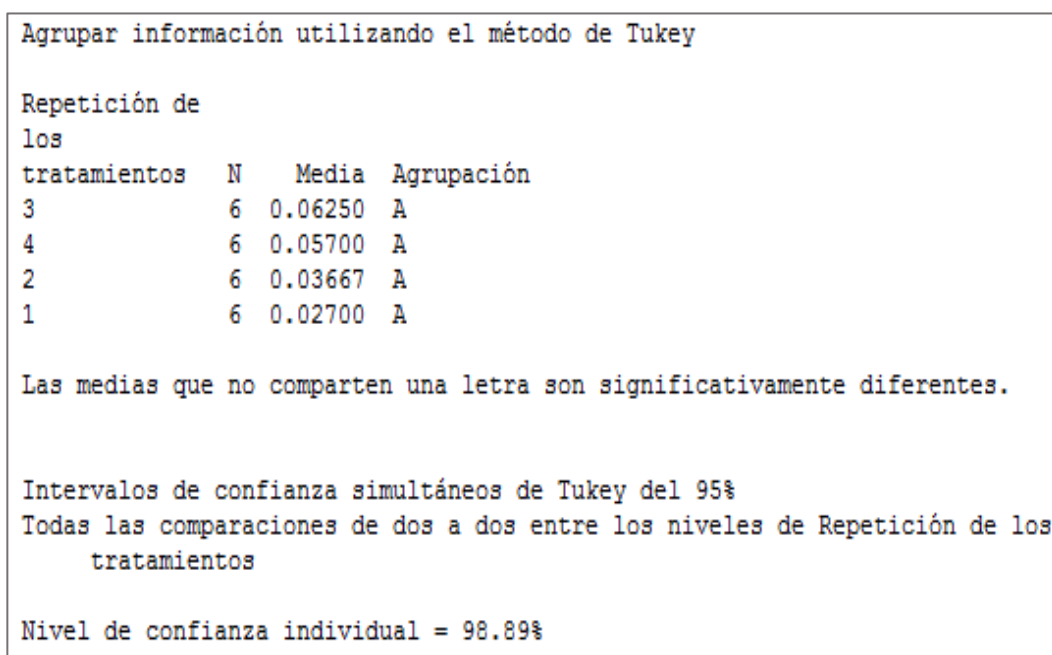 Agrupar información utilizando el método de Tukey
Repetición de
los
tratamientos N Media Agrupación
3 6 0.06250 A
4 6 0.05700 A
2 6 0.03667 A
1 6 0.02700 A
Las medias que no comparten una letra son significativamente diferentes.
Intervalos de confianza simultáneos de Tukey del 95%
Todas las comparaciones de dos a dos entre los niveles de Repetición de los
tratamientos
Nivel de confianza individual = 98.89%